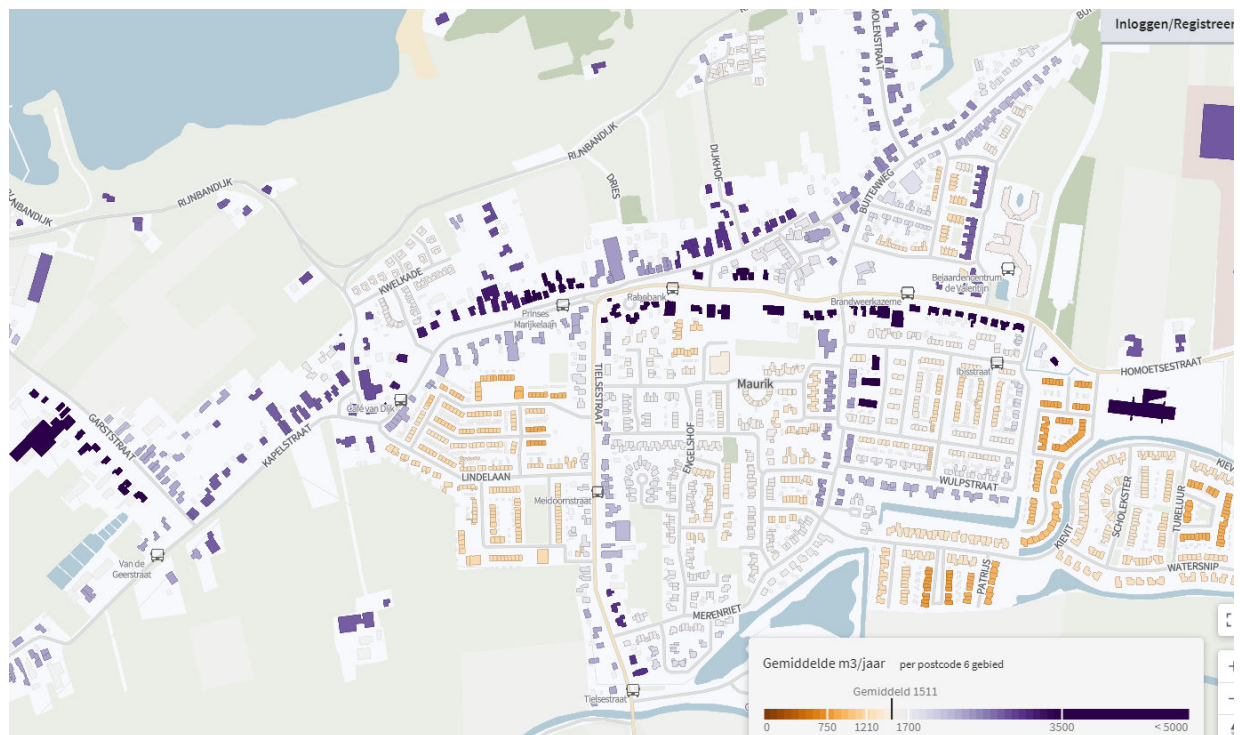 Inloggen/Registreer
MOLENSTRAAT
RIJNBANDIJK
DIJKHOF
DRIES
BUITENWEG
RIJNBANDIJK
RIJNBANDIJK
KWELKADE
Bejaardencentrum
de Valentijn
Rabobank
Brandweerkazerne
Prinses
Marijkelaan
HOMOETSESTRAAT
Ibisstraat
Maurik
TIELSESTRAAT
Café van Dijk
GARSTSTRAAT
KAPELSTRAAT
ENGELSHOF
LINDELAAN
WULPSTRAAT
Meidoornstraat
SCHOLEKSTER
TURELUUR
KIEVIT
KIEVIT
WATERSNIP
PATRIJS
Van de
Geerstraat
MERENRIET
Tielsestraat
Gemiddelde m3/jaar per postcode 6 gebied
Gemiddeld 1511
0 750 1210 1700 3500 < 5000